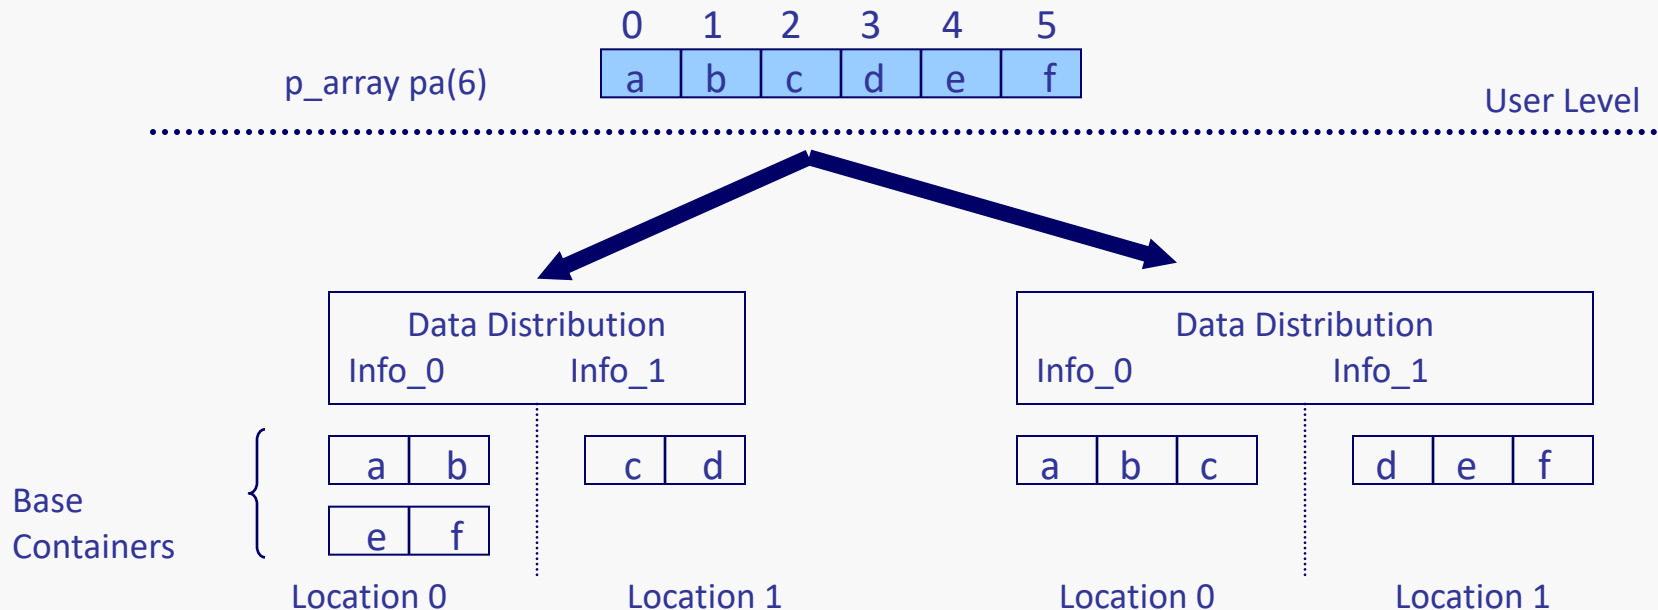 0 1 2 3 4 5
p_array pa(6) a b c d e f
User Level
Data Distribution
Info_0 Info_1
Data Distribution
Info_0 Info_1
Base
Containers
a b
c d
e f
Location 0 Location 1
a b c
d e f
Location 0 Location 1